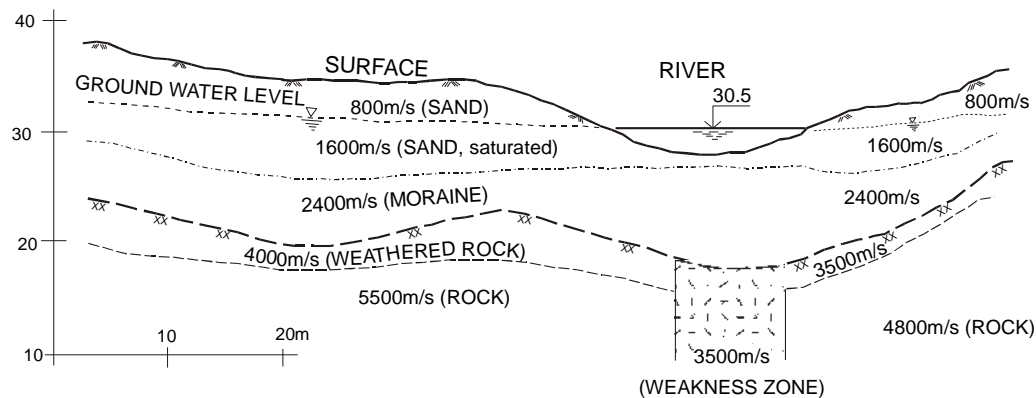 40
SURFACE
RIVER
GROUND WATER LEVEL
800m/s (SAND)
30.5
800m/s
30
1600m/s (SAND, saturated)
1600m/s
2400m/s (MORAINE)
2400m/s
20
4000m/s (WEATHERED ROCK)
3500m/s
5500m/s (ROCK)
4800m/s (ROCK)
10
20m
10
3500m/s
(WEAKNESS ZONE)